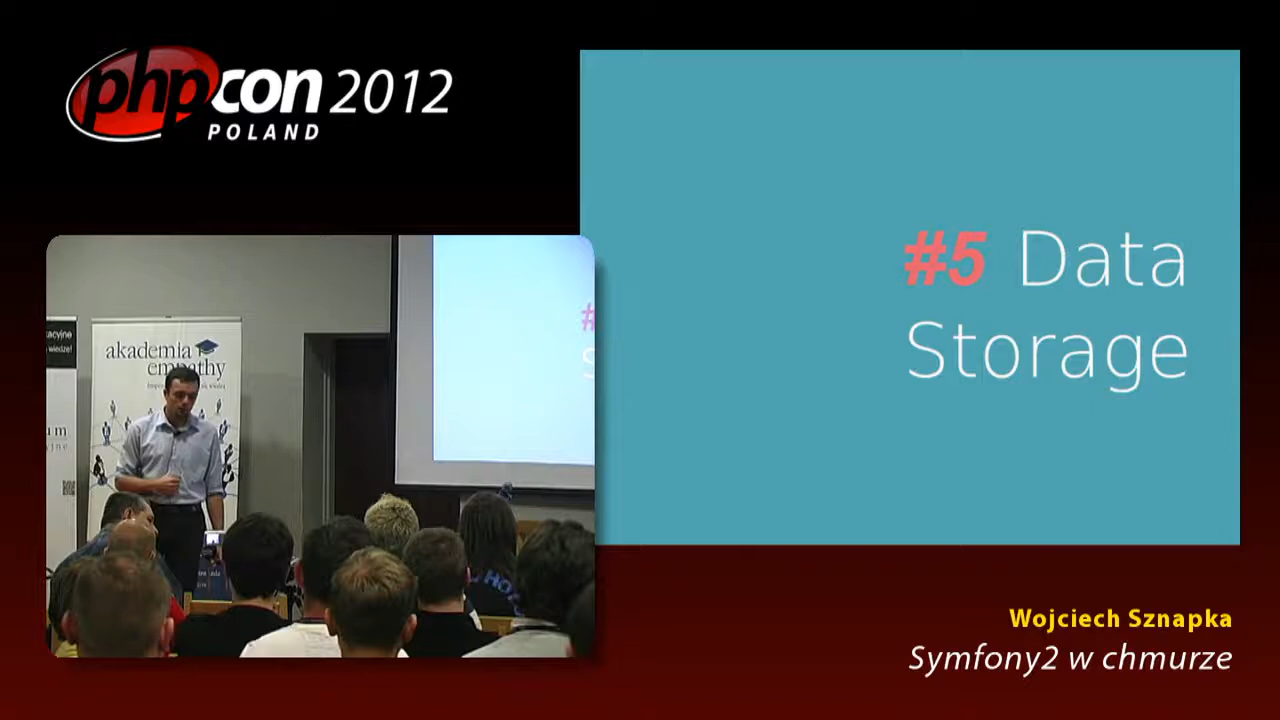 phpcon 2012
POLAND
#5 Data
Storage
akademia
empathy
Wojciech Sznapka
Symfony2 w chmurze